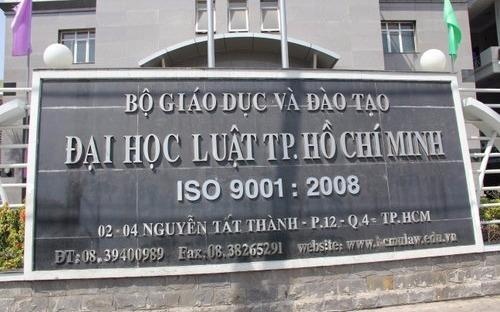 BỘ GIÁO DỤC VÀ ĐÀO TẠO
ĐẠI HỌC LUẬT TP. HỒ CHÍ MINH
ISO 9001 : 2008
02 - 04 NGUYỄN TẤT THÀNH - P.12 - Q.4 - TP.HCM
ĐT: 08.39400989 Fax.08.38265291 website: www.hcmulaw.edu.vn